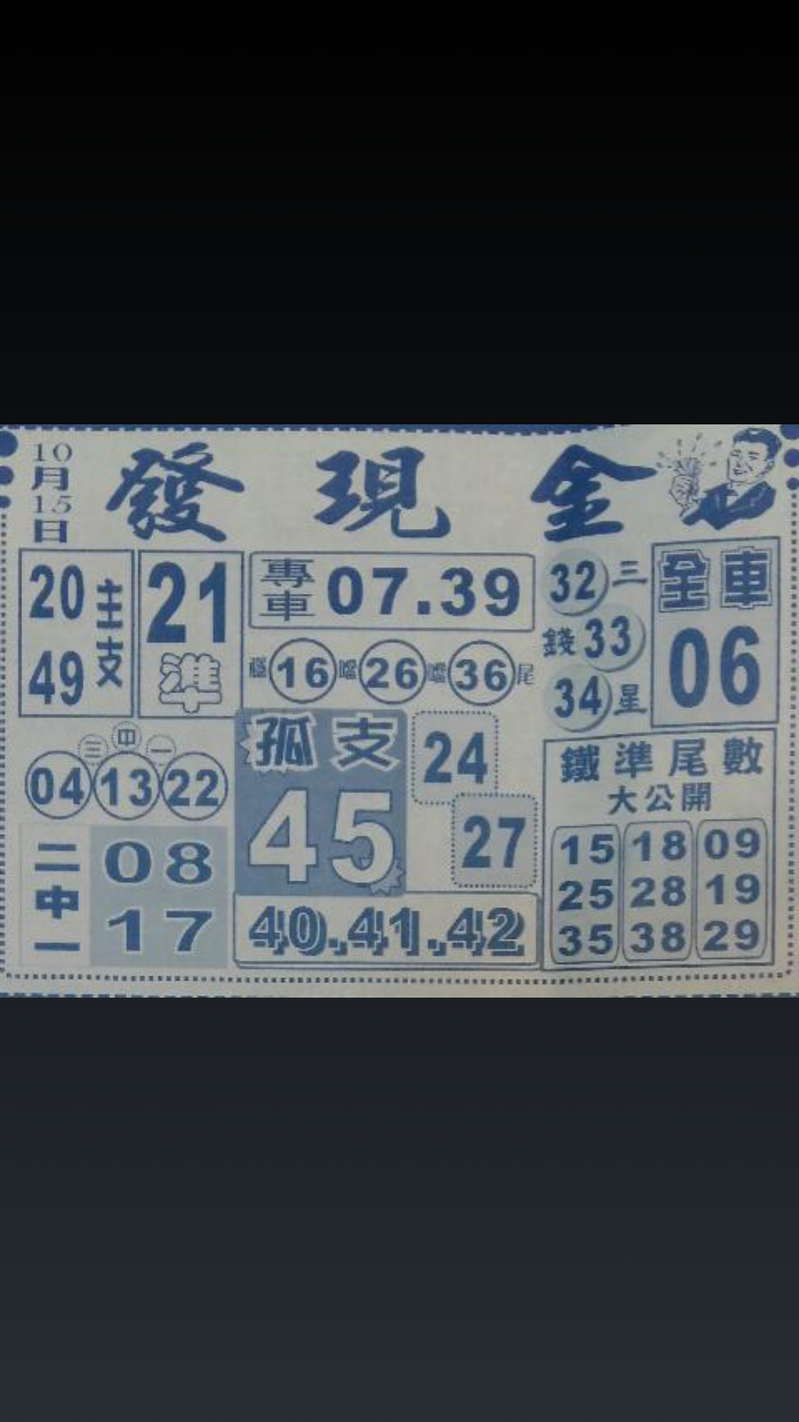 10月15日
發現金
20
49
主支
21
準
專車 07.39
16 26 36 尾
32 三
錢 33
34 星
全車
06
三中一
04 13 22
孤支
45
24
27
鐵準尾數
大公開
15 18 09
25 28 19
35 38 29
二中一
08
17
40.41.42